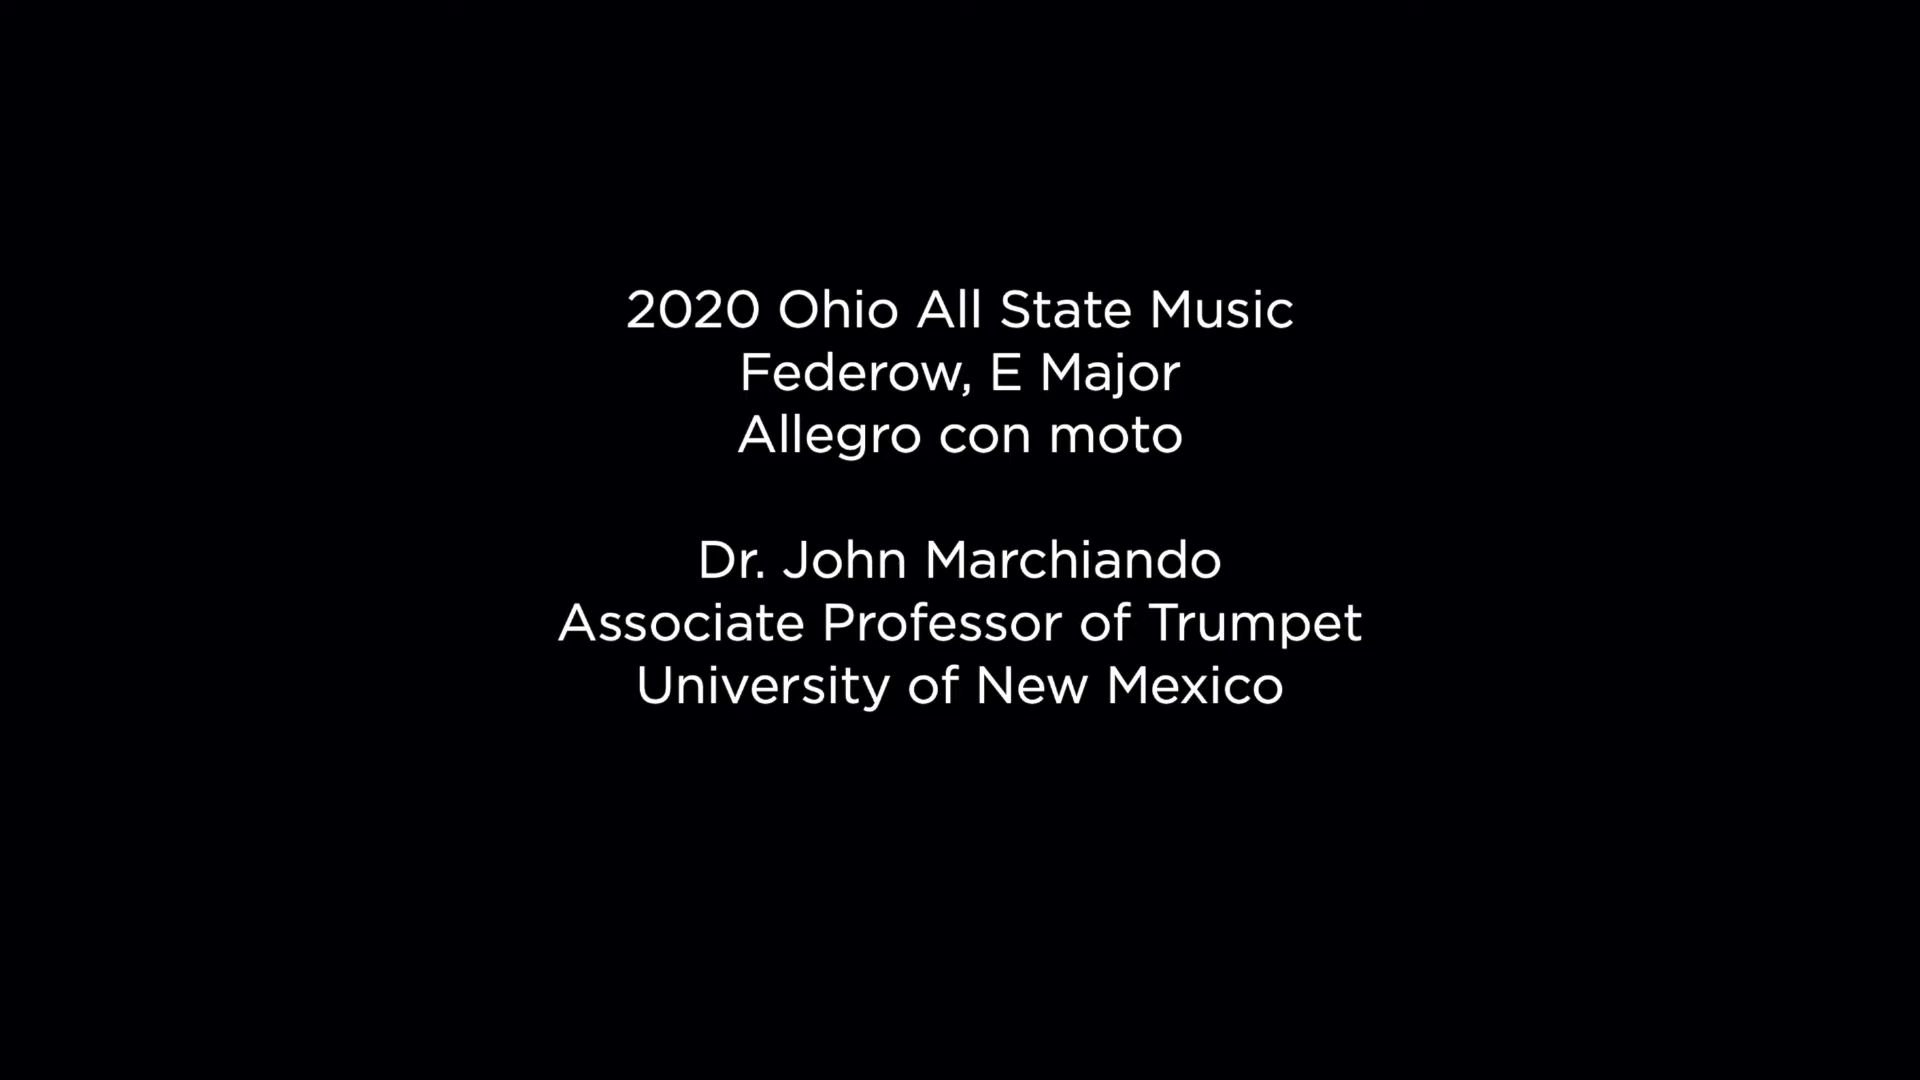 2020 Ohio All State Music
Federow, E Major
Allegro con moto
Dr. John Marchiando
Associate Professor of Trumpet
University of New Mexico